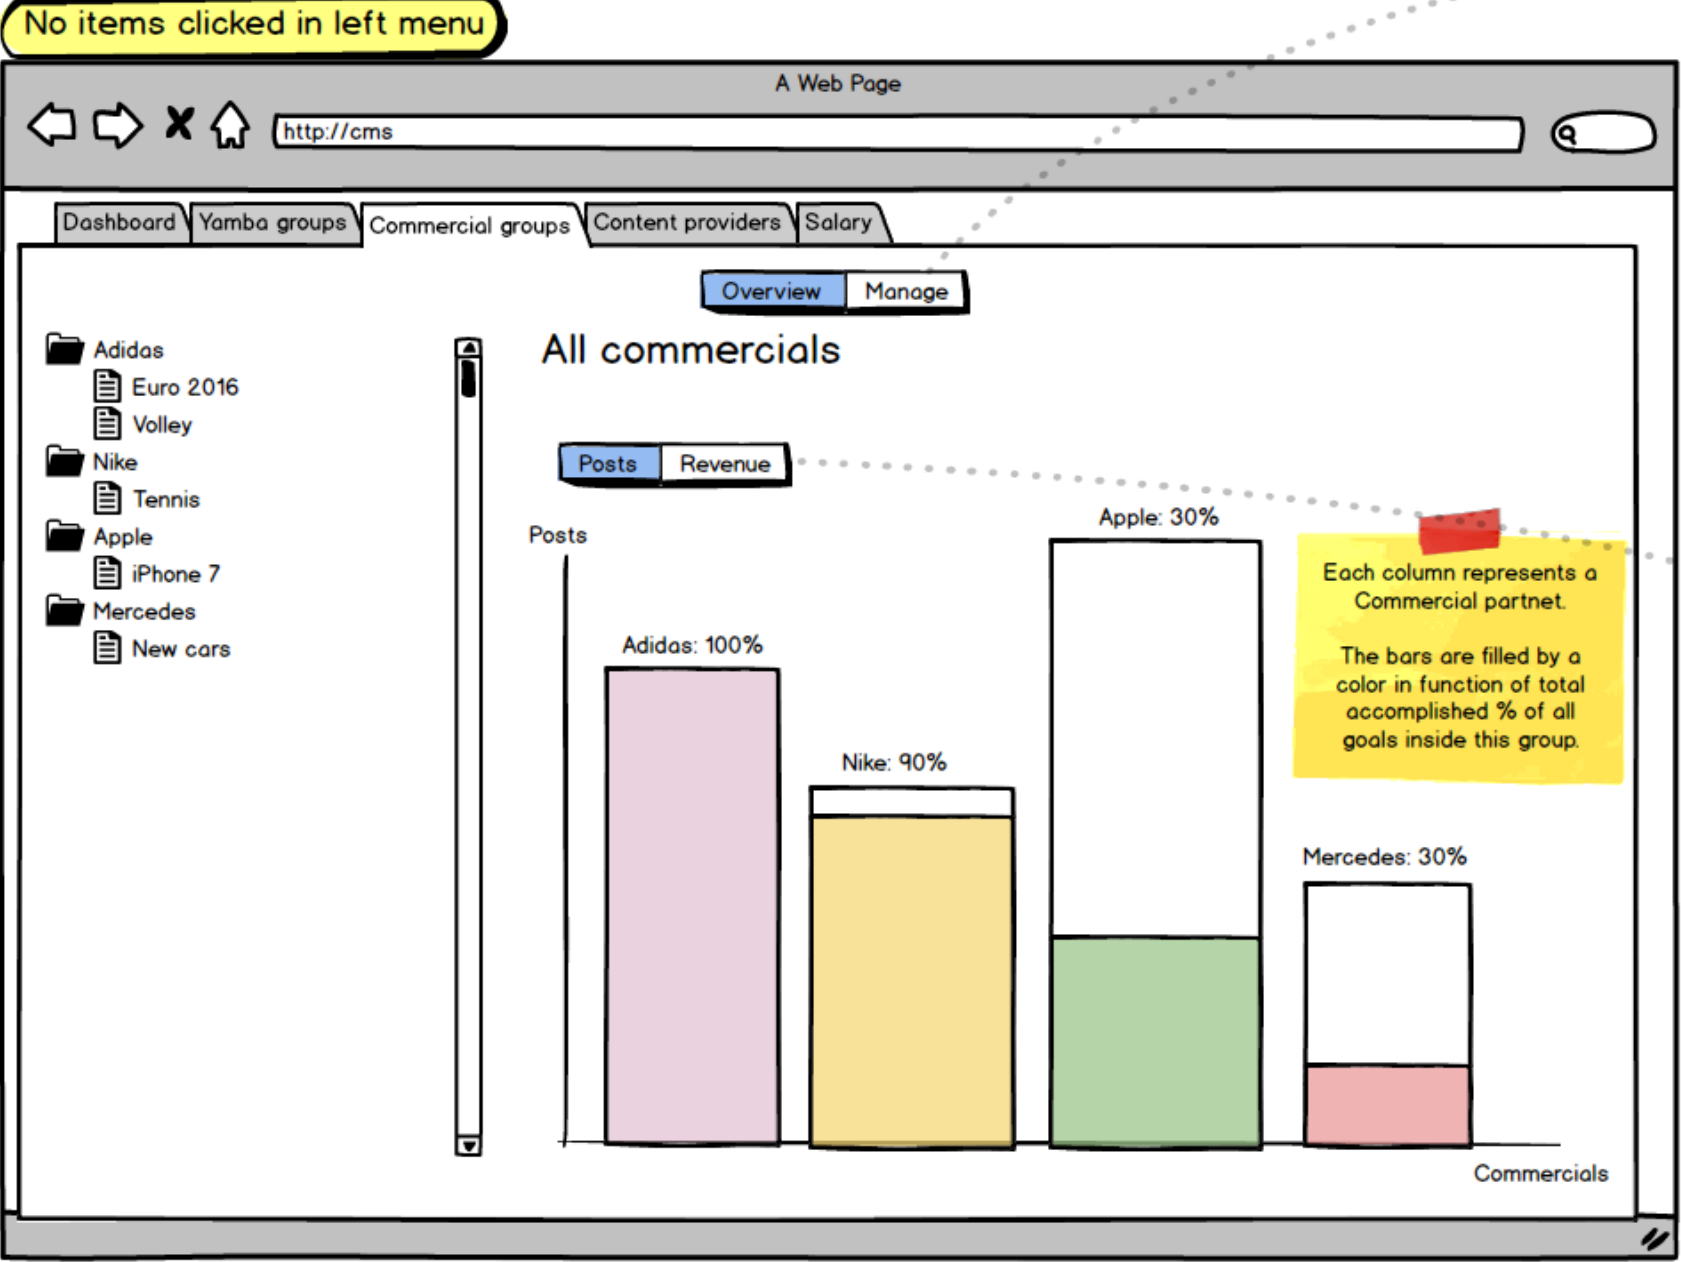 No items clicked in left menu
A Web Page
http://cms
Dashboard
Yamba groups
Commercial groups
Content providers
Salary
Overview
Manage
Adidas
Euro 2016
Volley
Nike
Tennis
Apple
iPhone 7
Mercedes
New cars
All commercials
Posts
Revenue
Posts
Adidas: 100%
Nike: 90%
Apple: 30%
Mercedes: 30%
Each column represents a
Commercial partnet.
The bars are filled by a
color in function of total
accomplished % of all
goals inside this group.
Commercials